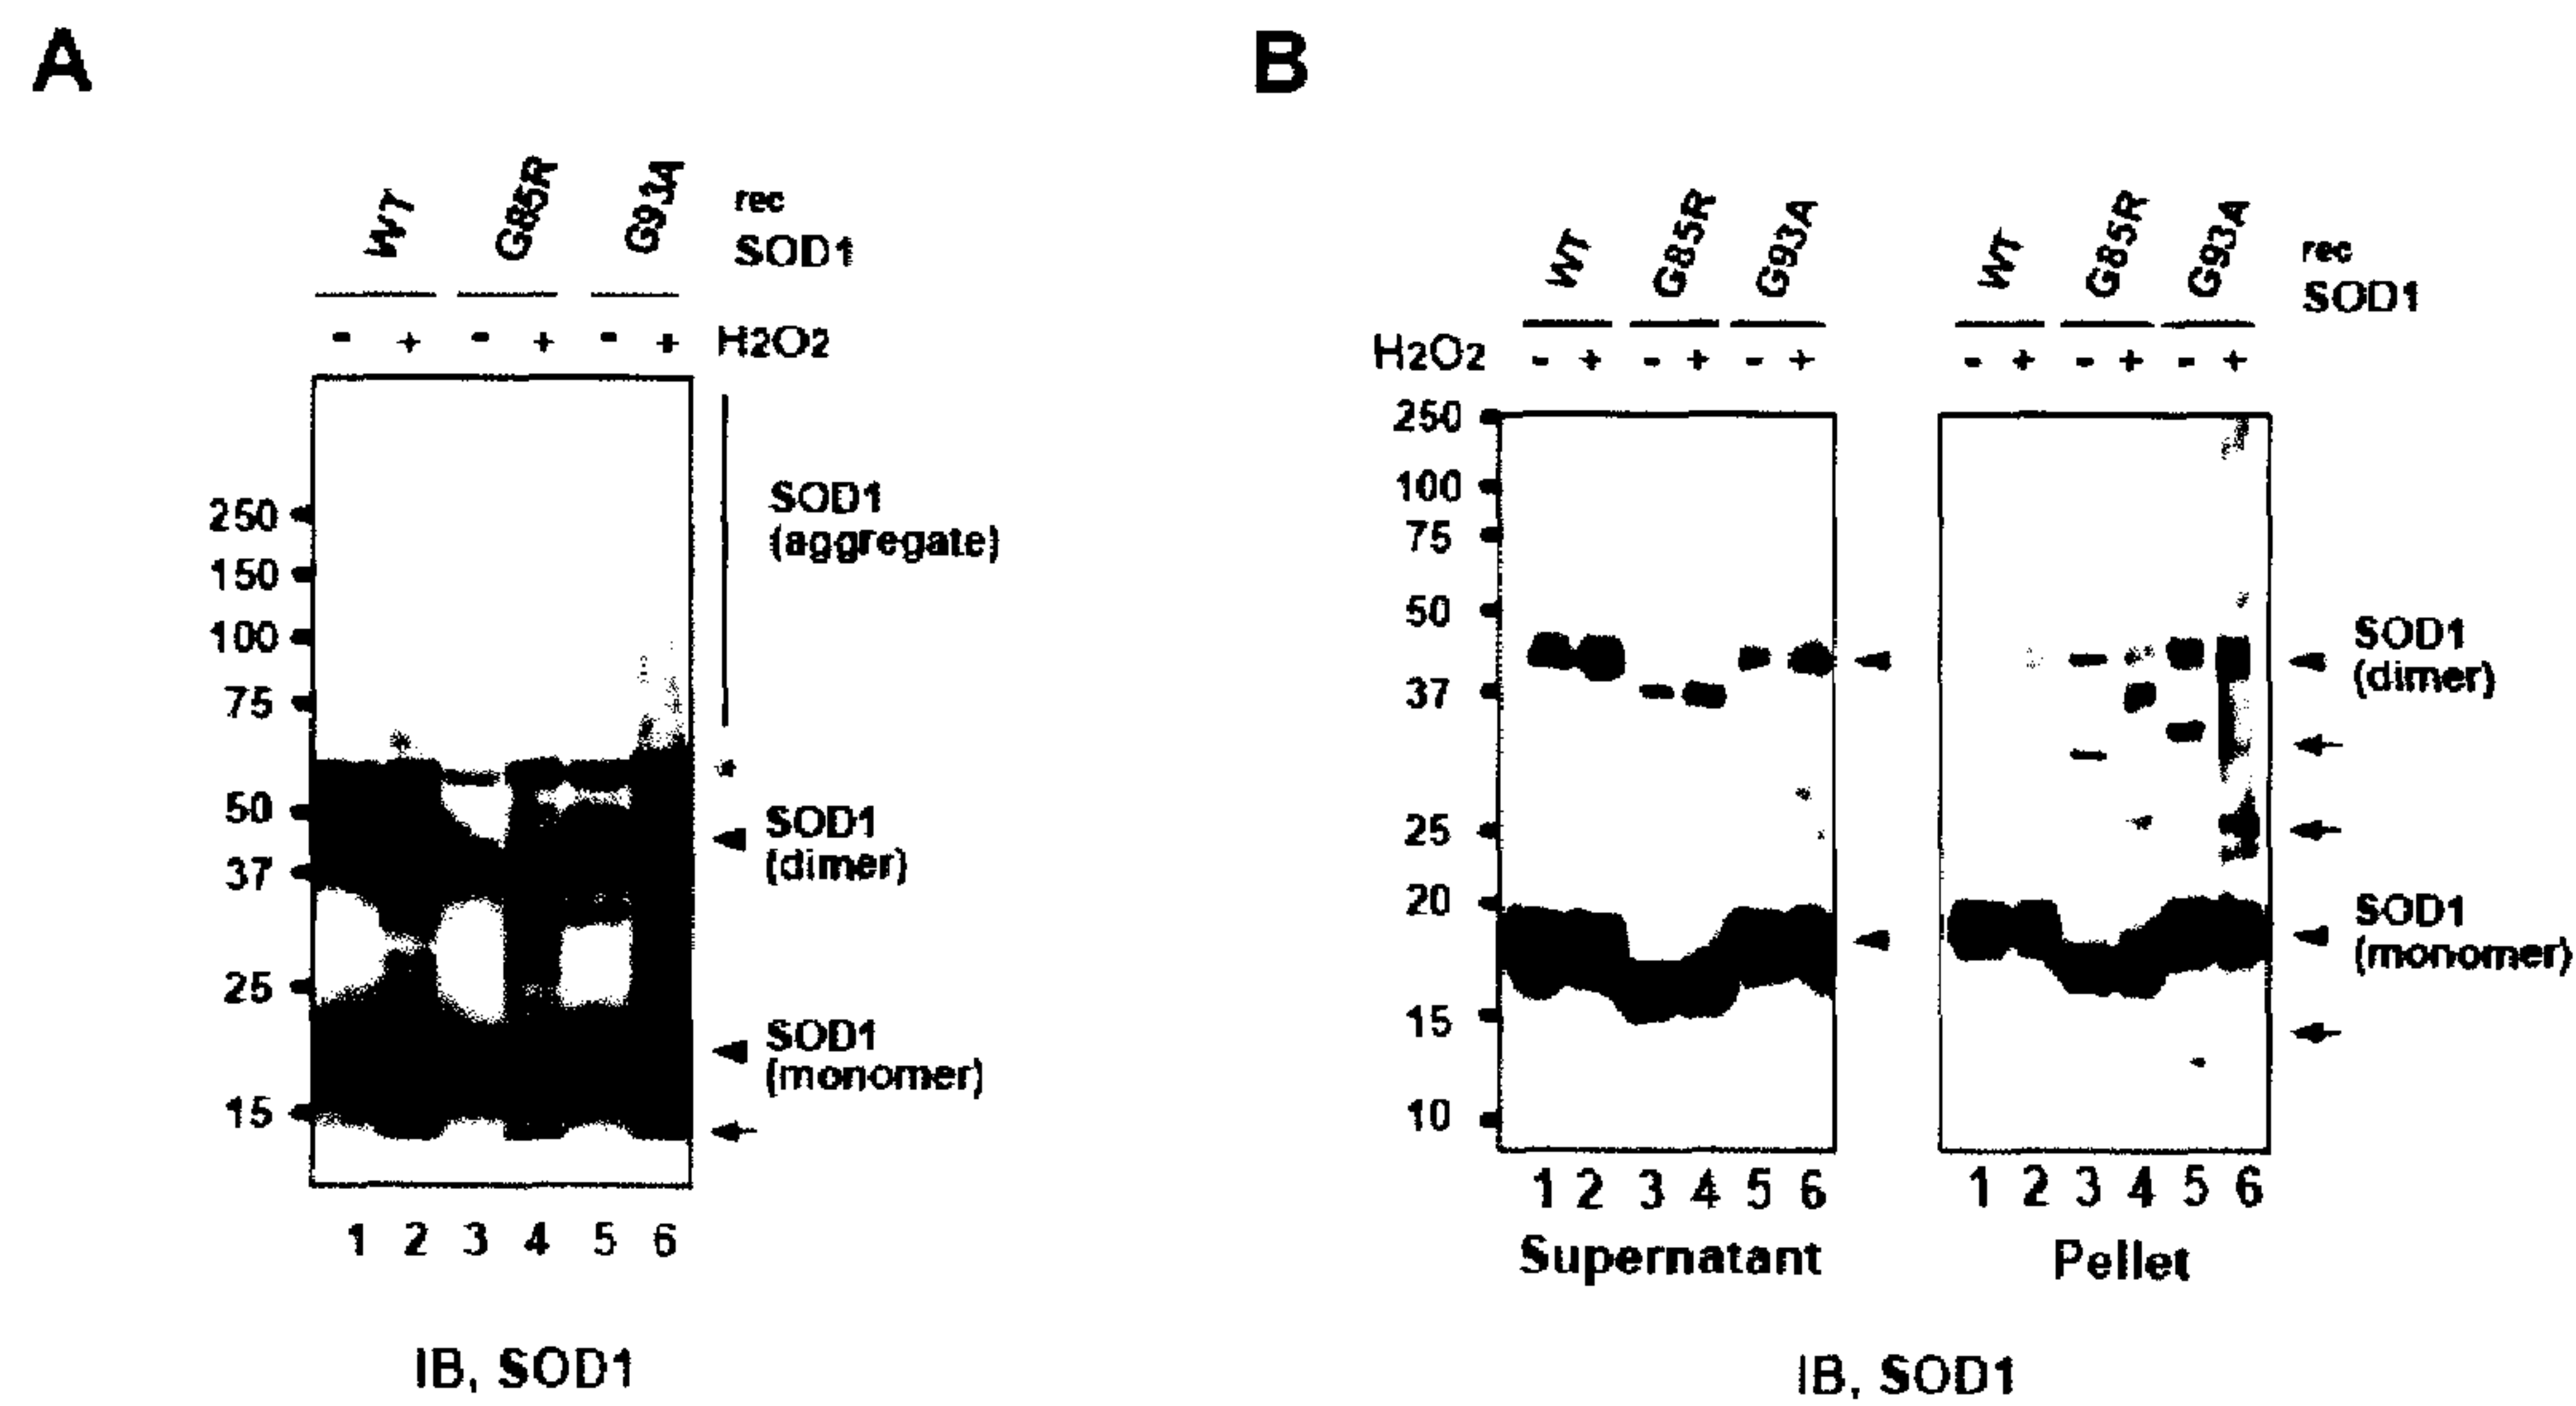 A
B
WT
G85R
G93A
rec
SOD1
- + - + - +
H2O2
250
150
100
75
50
37
25
15
SOD1
(aggregate)
*
SOD1
(dimer)
SOD1
(monomer)
1 2 3 4 5 6
IB, SOD1
WT
G85R
G93A
WT
G85R
G93A
rec
SOD1
H2O2
- + - + - +
- + - + - +
250
100
75
50
37
25
20
15
10
SOD1
(dimer)
SOD1
(monomer)
1 2 3 4 5 6
1 2 3 4 5 6
Supernatant
Pellet
IB, SOD1